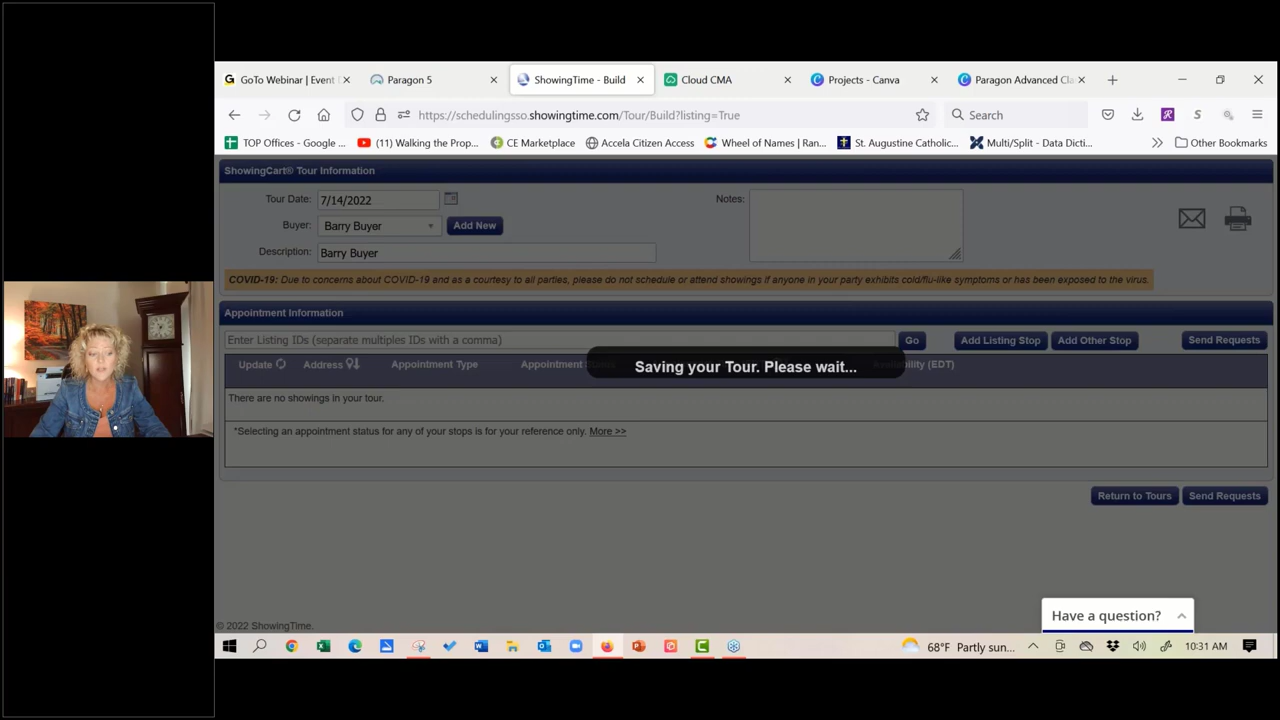 GoTo Webinar | Event
Paragon 5
ShowingTime - Build
Cloud CMA
Projects - Canva
Paragon Advanced Cla
https://schedulingsso.showingtime.com/Tour/Build?listing=True
Search
TOP Offices - Google ...
(11) Walking the Prop...
CE Marketplace
Accela Citizen Access
Wheel of Names | Ran...
St. Augustine Catholic...
Multi/Split - Data Dicti...
Other Bookmarks
ShowingCart® Tour Information
Tour Date: 7/14/2022
Notes:
Buyer: Barry Buyer Add New
Description: Barry Buyer
COVID-19: Due to concerns about COVID-19 and as a courtesy to all parties, please do not schedule or attend showings if anyone in your party exhibits cold/flu-like symptoms or has been exposed to the virus.
Appointment Information
Enter Listing IDs (separate multiples IDs with a comma) Go Add Listing Stop Add Other Stop Send Requests
Update Address Appointment Type Appointment (EDT)
Saving your Tour. Please wait...
There are no showings in your tour.
*Selecting an appointment status for any of your stops is for your reference only. More >>
Return to Tours Send Requests
Have a question?
© 2022 ShowingTime.
68°F Partly sun... 10:31 AM